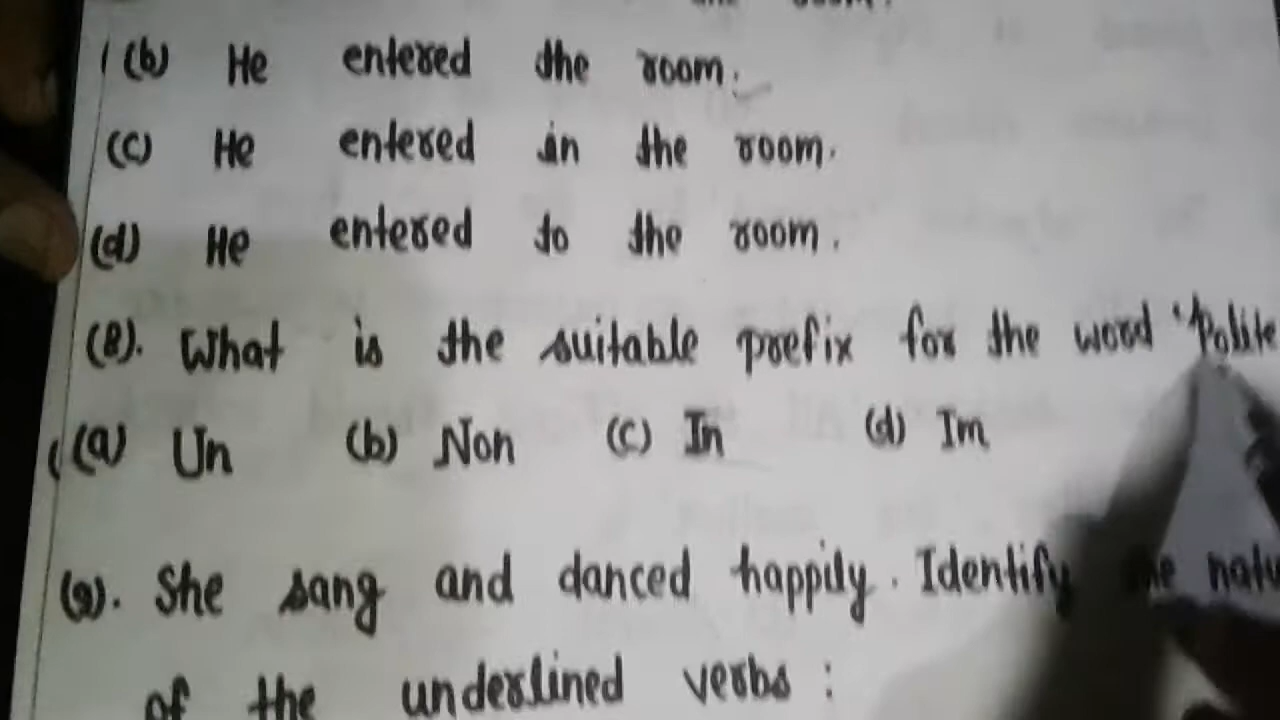 (b) He entered the room.
(c) He entered in the room.
(d) He entered to the room.
(8). What is the suitable prefix for the word "Polite
(a) Un (b) Non (c) In (d) Im
(9). She sang and danced happily. Identify the natu
of the underlined verbs :